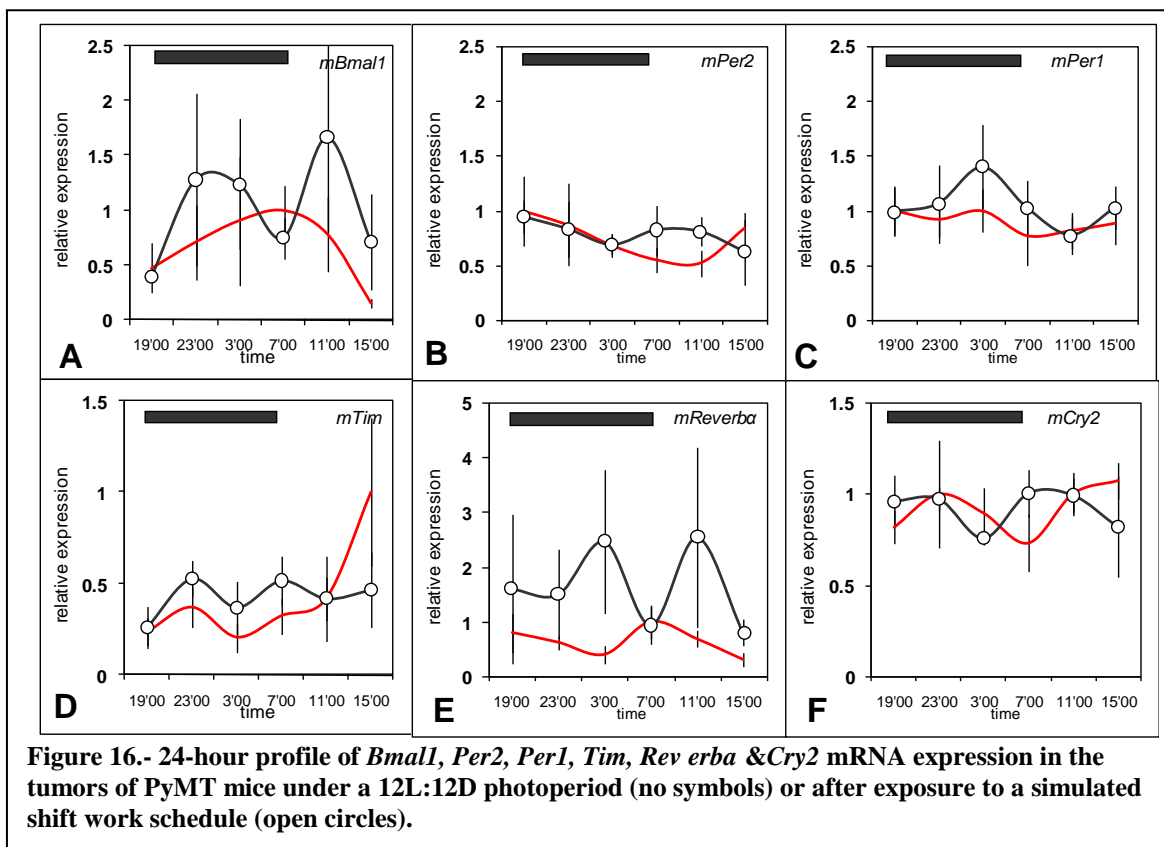 2.5
2
1.5
1
0.5
0
relative expression
mBmal1
19'00 23'00 3'00 7'00 11'00 15'00
time
A
2.5
2
1.5
1
0.5
0
relative expression
mPer2
19'00 23'00 3'00 7'00 11'00 15'00
time
B
2.5
2
1.5
1
0.5
0
relative expression
mPer1
19'00 23'00 3'00 7'00 11'00 15'00
time
C
1.5
1
0.5
0
relative expression
mTim
19'00 23'00 3'00 7'00 11'00 15'00
time
D
5
4
3
2
1
0
relative expression
mReverbα
19'00 23'00 3'00 7'00 11'00 15'00
time
E
1.5
1
0.5
0
relative expression
mCry2
19'00 23'00 3'00 7'00 11'00 15'00
time
F
Figure 16.- 24-hour profile of Bmal1, Per2, Per1, Tim, Rev erba &Cry2 mRNA expression in the
tumors of PyMT mice under a 12L:12D photoperiod (no symbols) or after exposure to a simulated
shift work schedule (open circles).